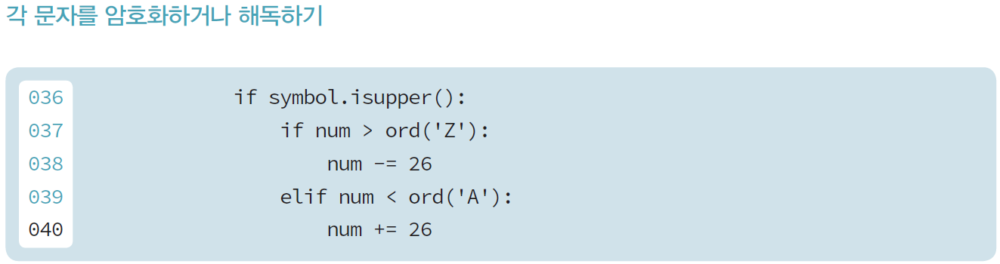 각 문자를 암호화하거나 해독하기
036 if symbol.isupper():
037 if num > ord('Z'):
038 num -= 26
039 elif num < ord('A'):
040 num += 26